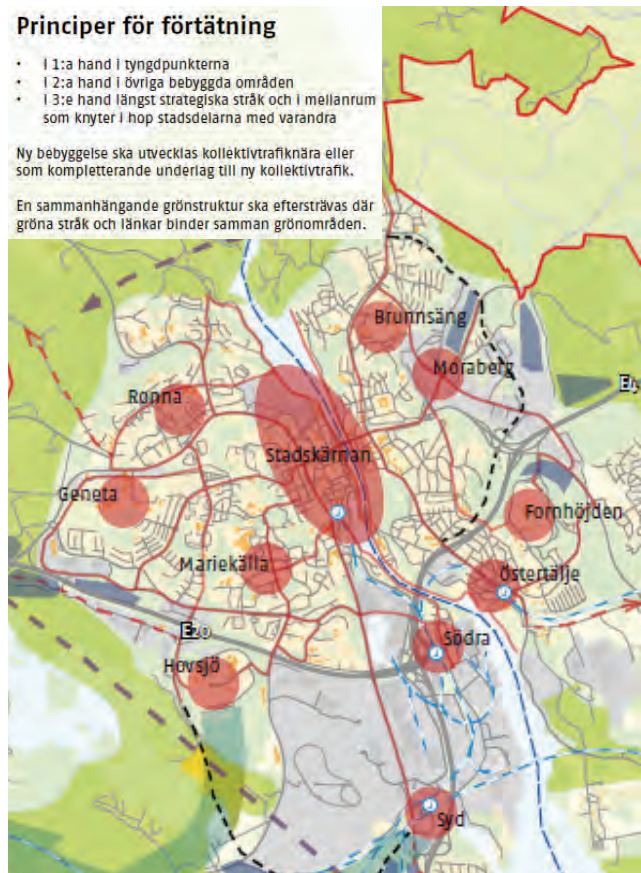 Principer för förtätning
• I 1:a hand i tyngdpunkterna
• I 2:a hand i övriga bebyggda områden
• I 3:e hand längst strategiska stråk och i mellanrum
som knyter i hop stadsdelarna med varandra
Ny bebyggelse ska utvecklas kollektivtrafiknära eller
som kompletterande underlag till ny kollektivtrafik.
En sammanhängande grönstruktur ska eftersträvas där
gröna stråk och länkar binder samman grönområden.
Brunnsäng
Moraberg
E4
Ronna
Stadskärnan
Geneta
Fornhöjden
Mariekälla
Östertälje
E20
Södra
Hovsjö
Syd